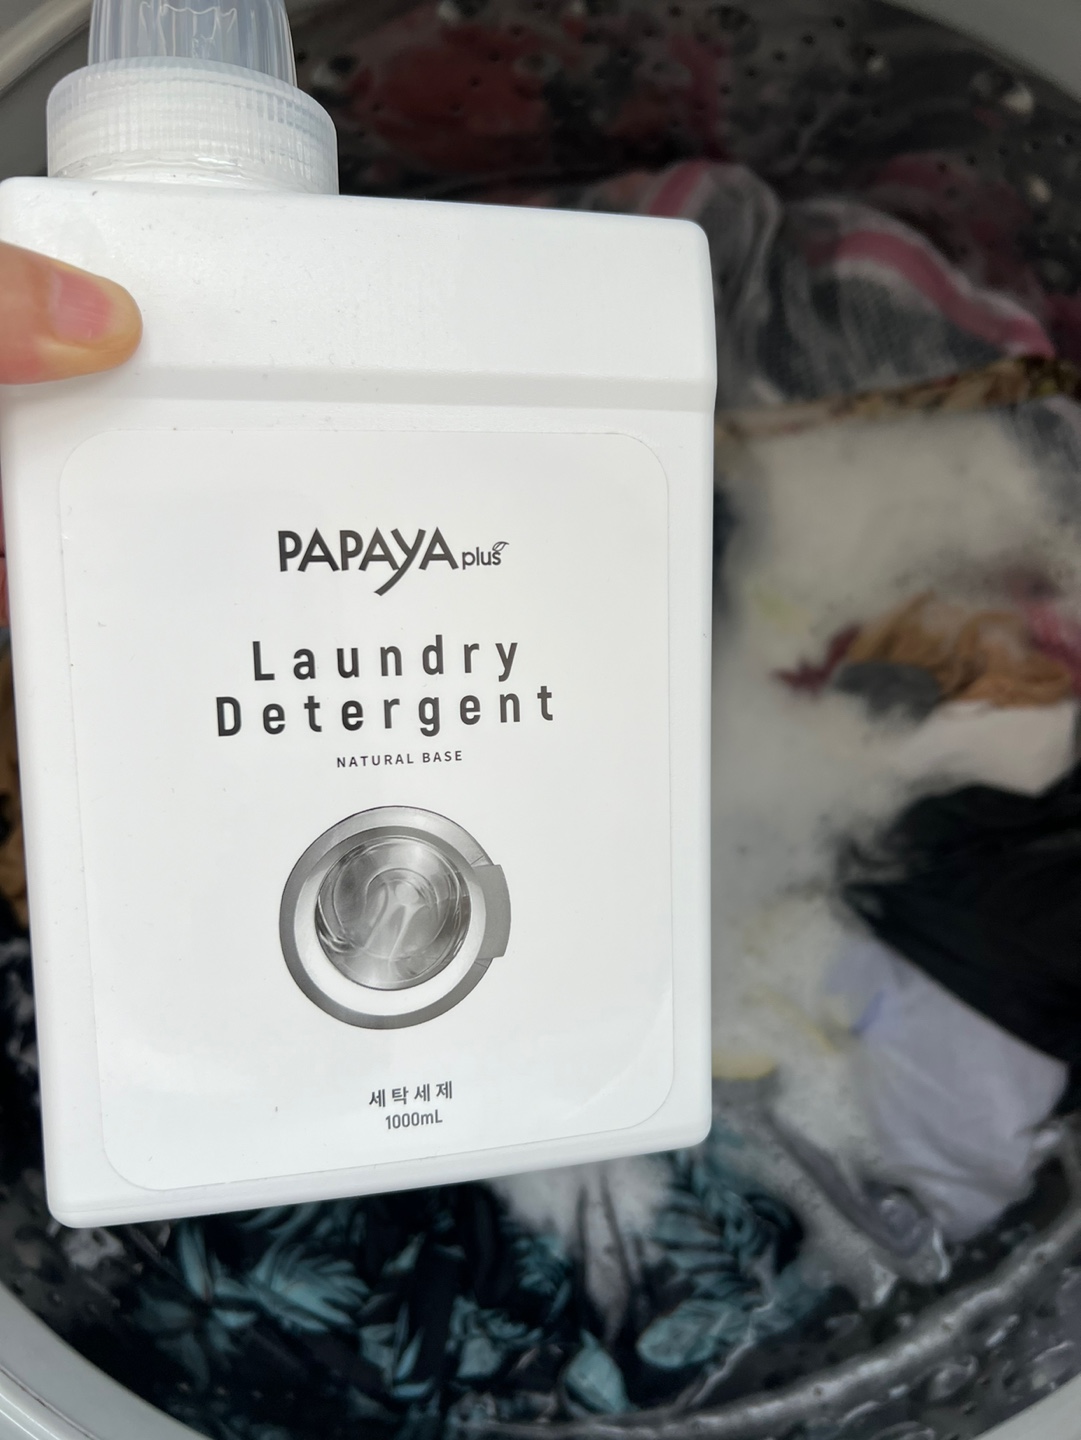 PAPAYA plus
Laundry
Detergent
NATURAL BASE
세탁세제
1000mL